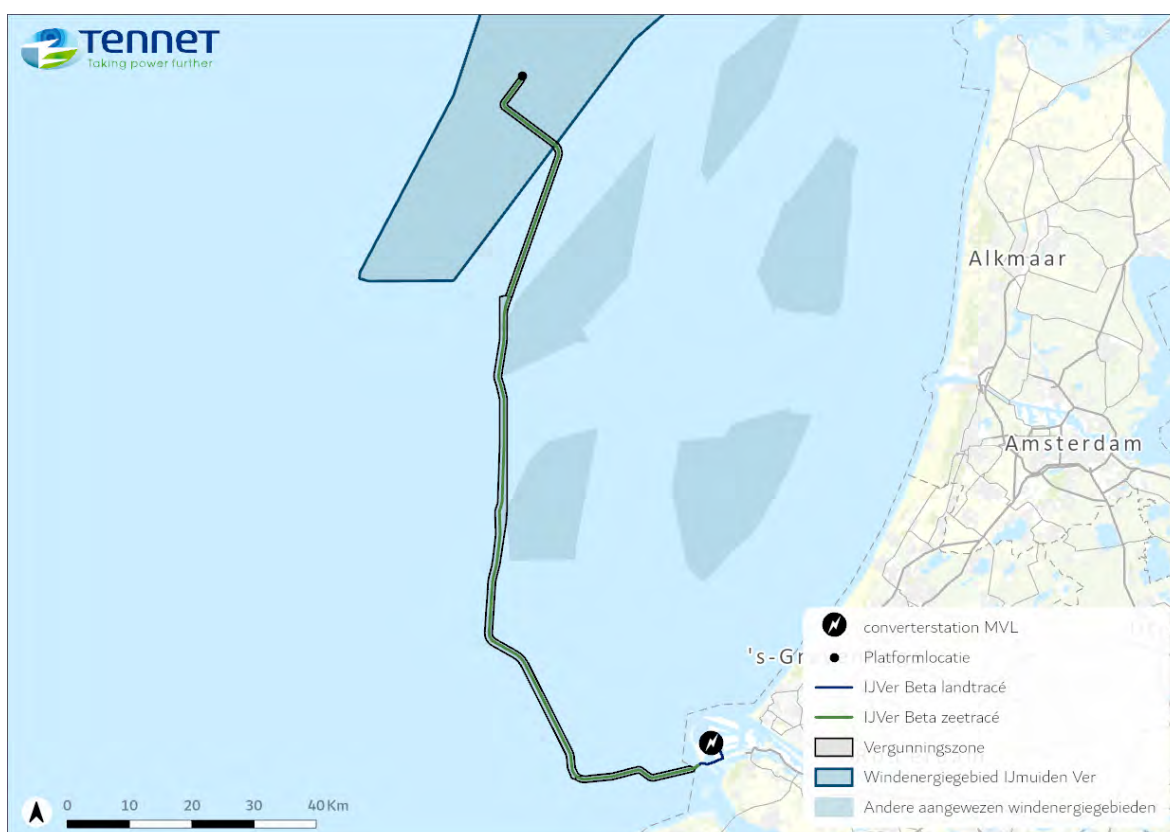 TENNET
Taking power further
Alkmaar
Amsterdam
's-Gr
converterstation MVL
Platformlocatie
IJVer Beta landtracé
IJVer Beta zeetracé
Vergunningszone
Windenergiegebied IJmuiden Ver
Andere aangewezen windenergiegebieden
0 10 20 30 40 Km